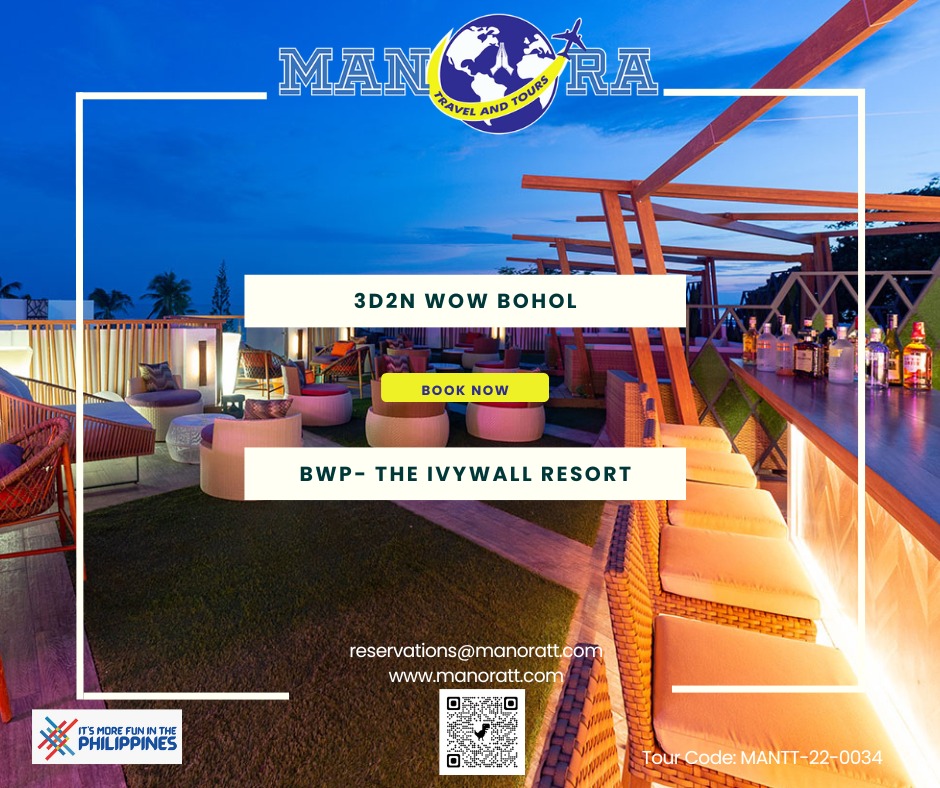 MANORA
TRAVEL AND TOURS
3D2N WOW BOHOL
BOOK NOW
BWP- THE IVYWALL RESORT
reservations@manoratt.com
www.manoratt.com
IT'S MORE FUN IN THE
PHILIPPINES
Tour Code: MANTT-22-0034